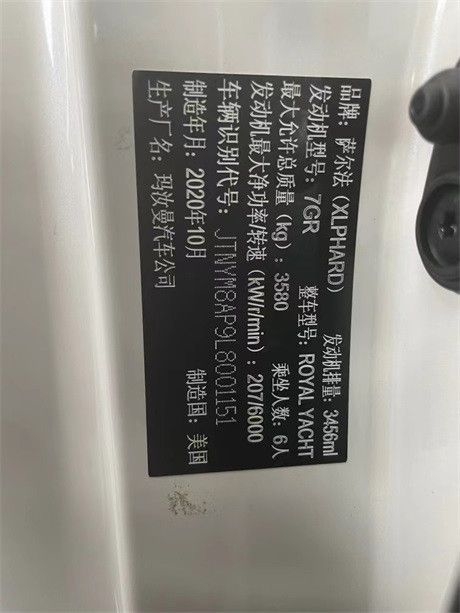 品牌：萨尔法（XLPHARD） 发动机排量：3456ml
发动机型号：7GR 整车型号：ROYAL YACHT
最大允许总质量（kg）：3580 乘坐人数：6人
发动机最大净功率/转速（kW/r/min）：207/6000
车辆识别代号：JTNYM8AP9L8001151
制造年月：2020年10月 制造国：美国
生产厂名：玛汝曼汽车公司